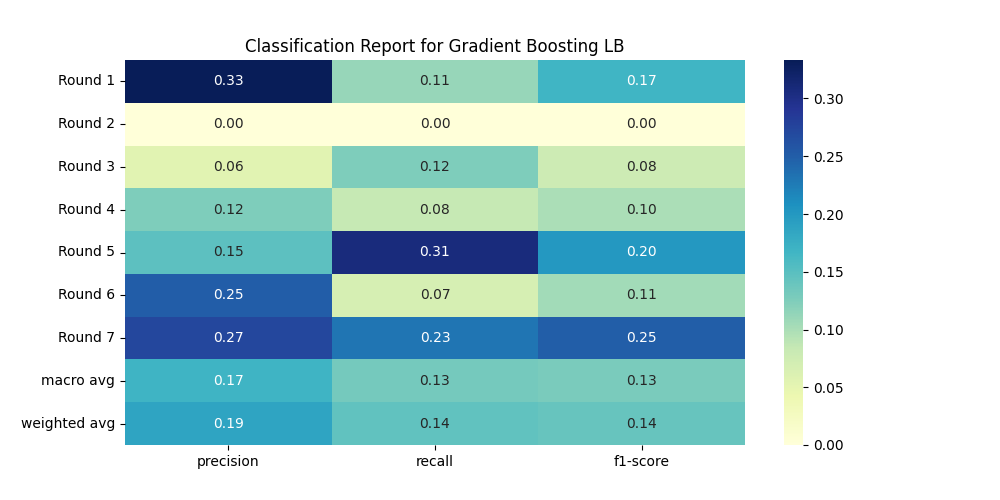 Classification Report for Gradient Boosting LB
Round 1 0.33 0.11 0.17
Round 2 0.00 0.00 0.00
Round 3 0.06 0.12 0.08
Round 4 0.12 0.08 0.10
Round 5 0.15 0.31 0.20
Round 6 0.25 0.07 0.11
Round 7 0.27 0.23 0.25
macro avg 0.17 0.13 0.13
weighted avg 0.19 0.14 0.14
precision recall f1-score
0.30
0.25
0.20
0.15
0.10
0.05
0.00